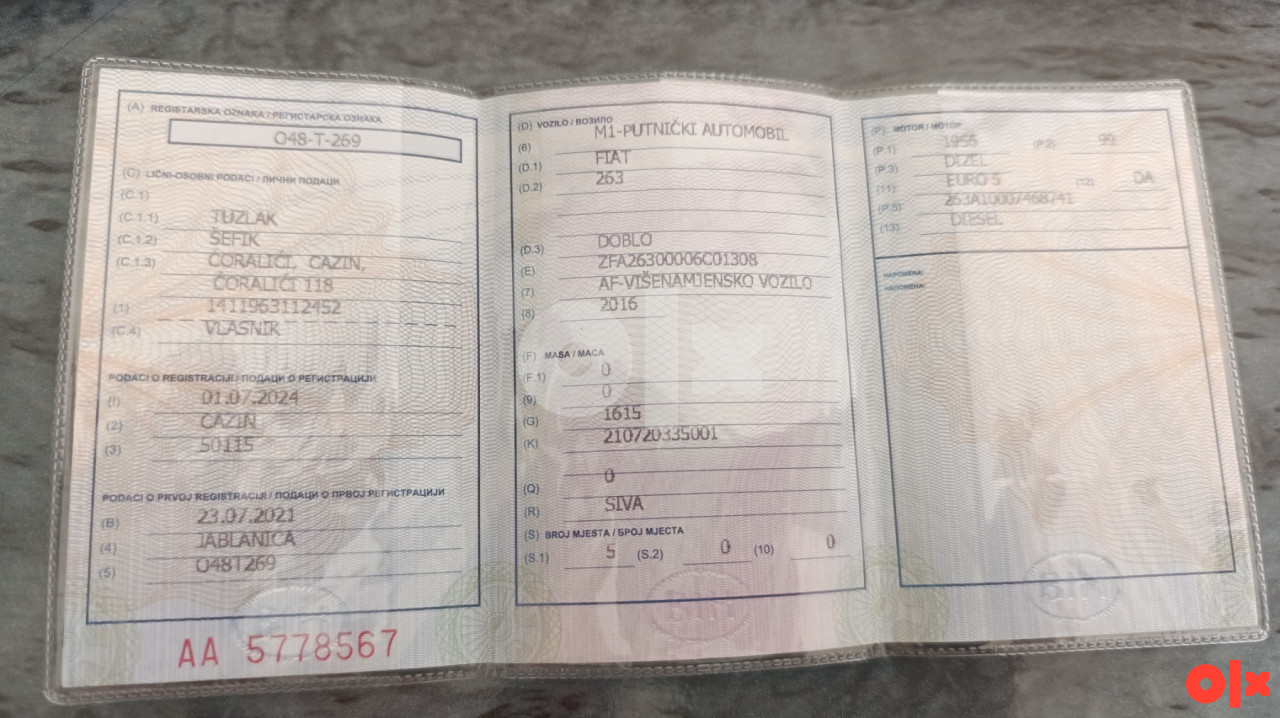 (A) REGISTARSKA OZNAKA / РЕГИСТАРСКА ОЗНАКА
O48-T-269
(C) LIČNI-OSOBNI PODACI / ЛИЧНИ ПОДАЦИ
(C.1)
(C.1.1) TUZLAK
(C.1.2) ŠEFIK
(C.1.3) ĆORALIĆI, CAZIN,
ĆORALIĆI 118
(1) 1411963112452
(C.4) VLASNIK
PODACI O REGISTRACIJI / ПОДАЦИ О РЕГИСТРАЦИЈИ
(I) 01.07.2024
(2) CAZIN
(3) 50115
PODACI O PRVOJ REGISTRACIJI / ПОДАЦИ О ПРВОЈ РЕГИСТРАЦИЈИ
(B) 23.07.2021
(4) JABLANICA
(5) O48T269
AA 5778567
(D) VOZILO / ВОЗИЛО
(6) M1-PUTNIČKI AUTOMOBIL
(D.1) FIAT
(D.2) 263
(D.3) DOBLO
(E) ZFA26300006C01308
(7) AF-VIŠENAMJENSKO VOZILO
(8) 2016
(F) MASA / МАСА
(F.1) 0
(9) 0
(G) 1615
(K) 210720335001
(Q) 0
(R) SIVA
(S) BROJ MJESTA / БРОЈ МЈЕСТА
(S.1) 5 (S.2) 0 (10) 0
BIH
(P) MOTOR / МОТОР
(P.1) 1956 (P.2) 99
(P.3) DIZEL
(11) EURO 5 (12) DA
(P.5) 263A10007468741
(13) DIESEL
NAPOMENA:
НАПОМЕНА:
BIH
olx
olx